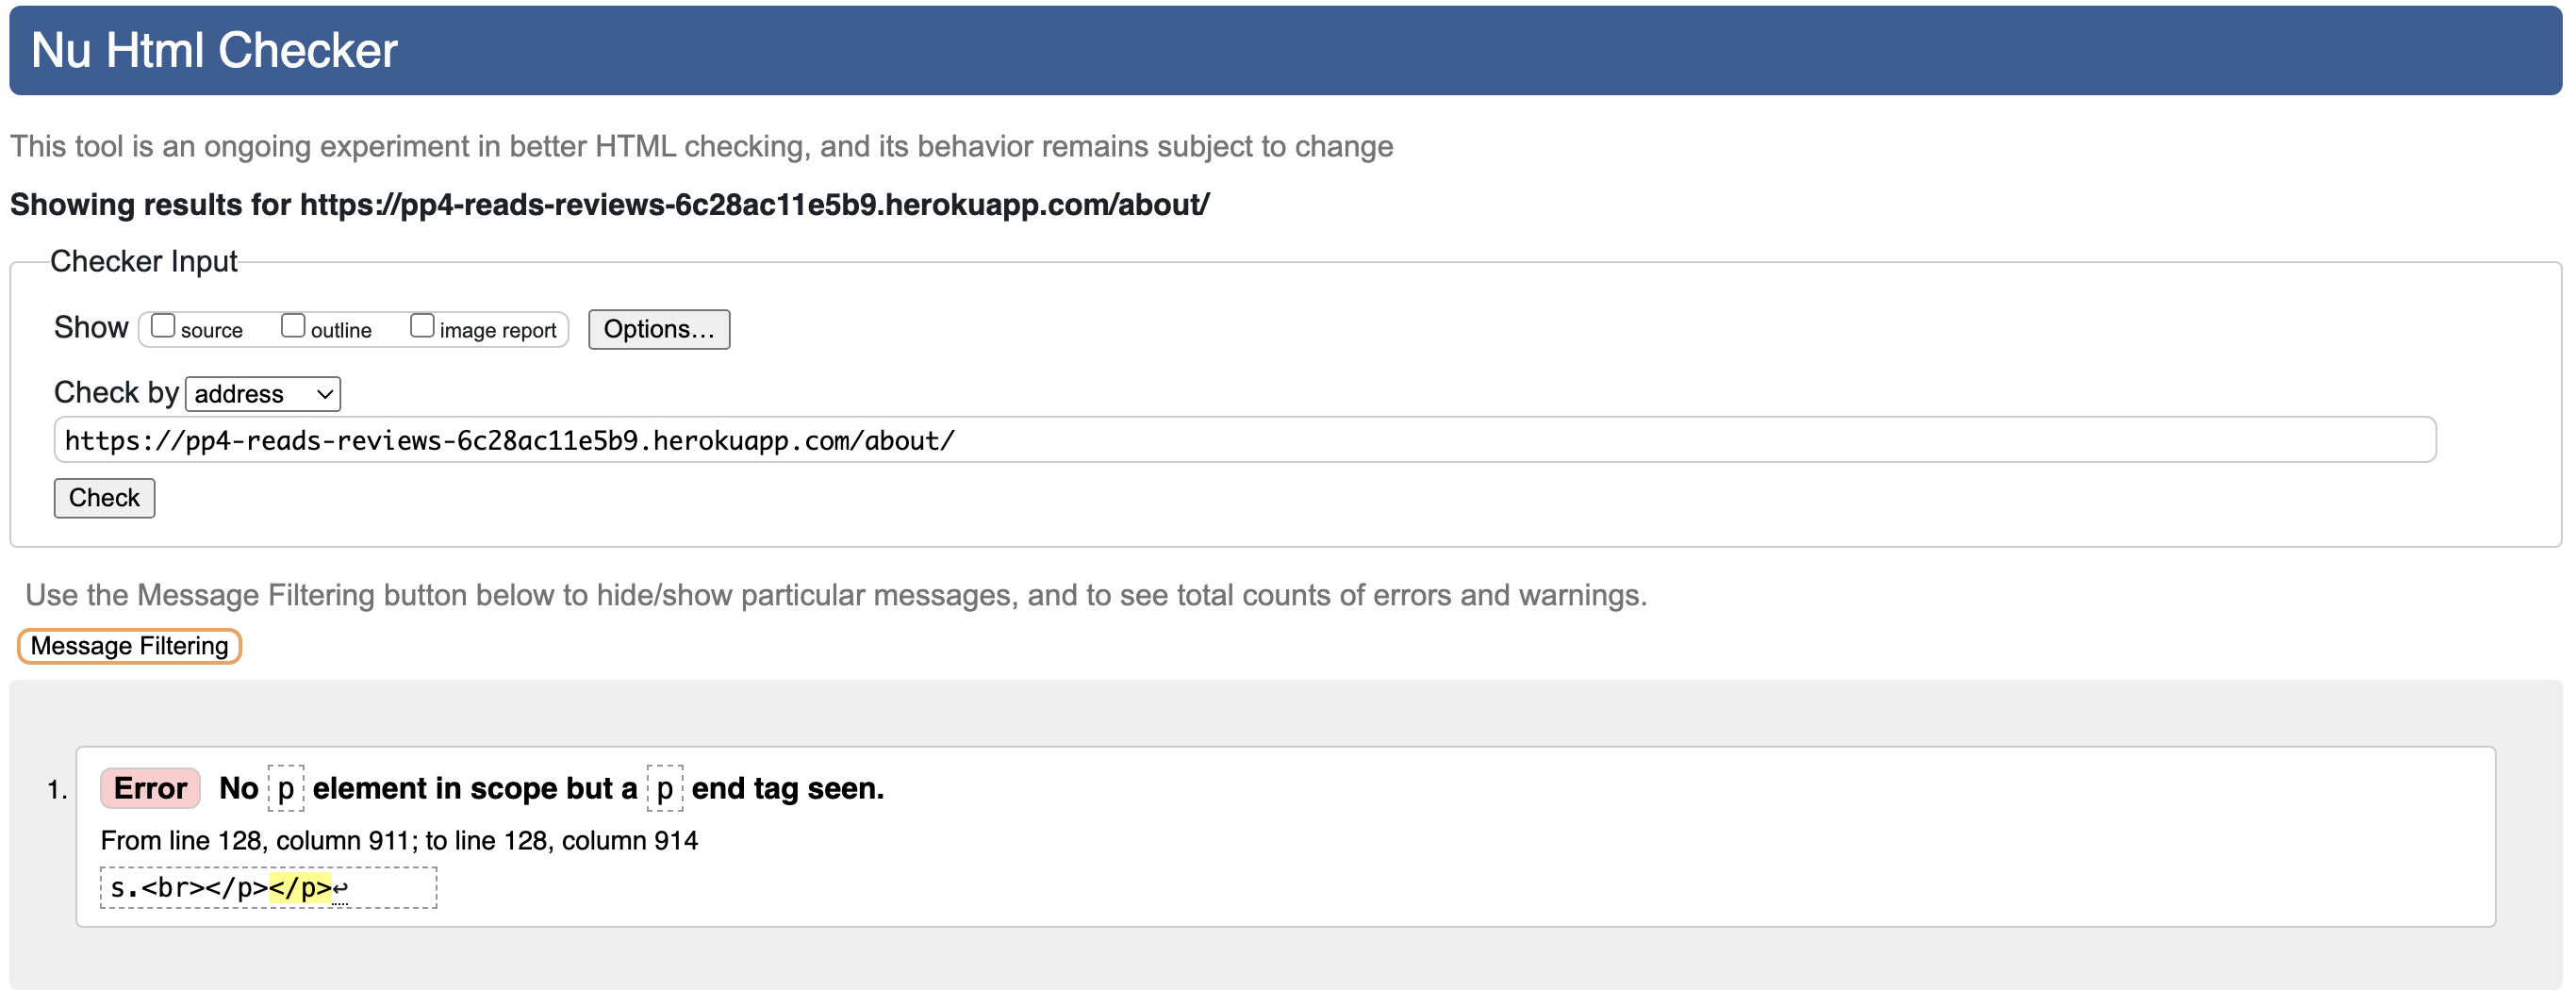 Nu Html Checker
This tool is an ongoing experiment in better HTML checking, and its behavior remains subject to change
Showing results for https://pp4-reads-reviews-6c28ac11e5b9.herokuapp.com/about/
Checker Input
Show source outline image report Options...
Check by address
https://pp4-reads-reviews-6c28ac11e5b9.herokuapp.com/about/
Check
Use the Message Filtering button below to hide/show particular messages, and to see total counts of errors and warnings.
Message Filtering
1. Error No p element in scope but a p end tag seen.
From line 128, column 911; to line 128, column 914
s.<br></p></p>↩